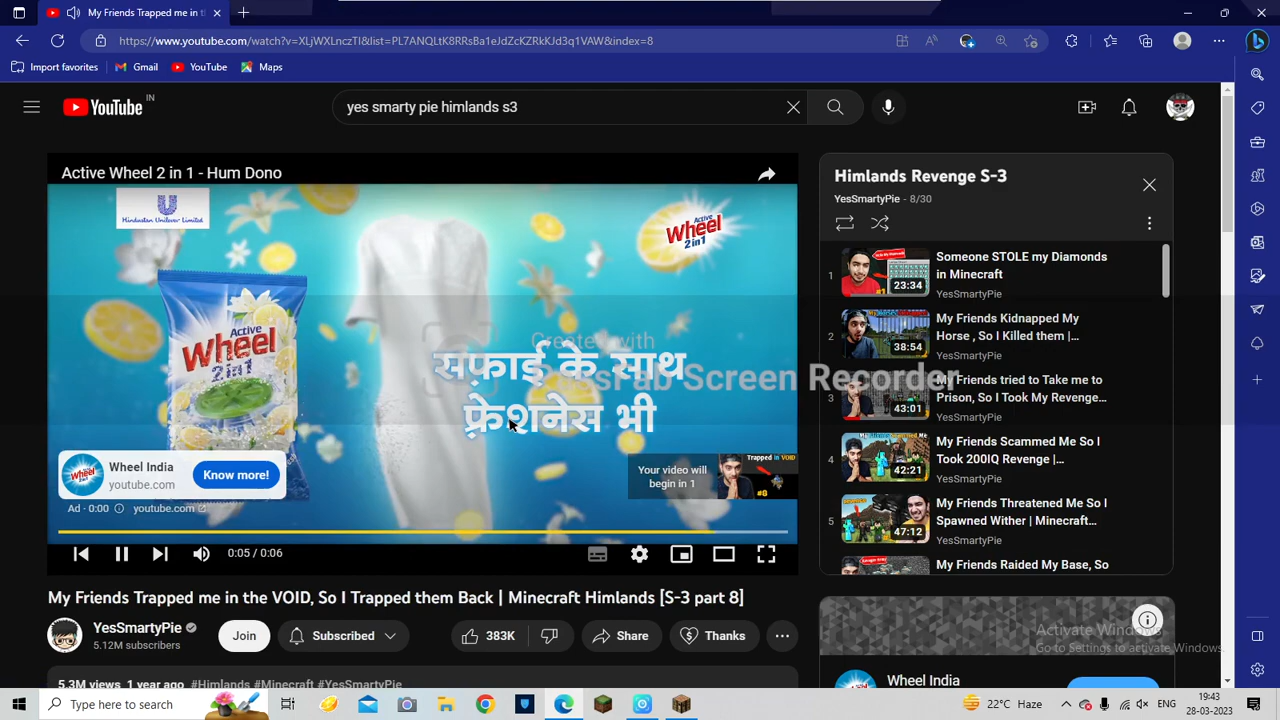 My Friends Trapped me in t
https://www.youtube.com/watch?v=XLjWXLnczTI&list=PL7ANQLtK8RRsBa1eJdZcKZRkKJd3q1VAW&index=8
Import favorites
Gmail
YouTube
Maps
YouTube
IN
yes smarty pie himlands s3
Active Wheel 2 in 1 - Hum Dono
Hindustan Unilever Limited
Active
Wheel
2in1
Active
Wheel
2in1
सफ़ाई के साथ
फ़्रेशनेस भी
Created with
PassFab Screen Recorder
Wheel
Wheel India
youtube.com
Know more!
Your video will
begin in 1
Trapped in VOID
#8
Ad · 0:00
youtube.com
0:05 / 0:06
My Friends Trapped me in the VOID, So I Trapped them Back | Minecraft Himlands [S-3 part 8]
YesSmartyPie
5.12M subscribers
Join
Subscribed
383K
Share
Thanks
5.3M views 1 year ago #Himlands #Minecraft #YesSmartyPie
Himlands Revenge S-3
YesSmartyPie - 8/30
1
23:34
Someone STOLE my Diamonds
in Minecraft
YesSmartyPie
2
38:54
My Friends Kidnapped My
Horse , So I Killed them |...
YesSmartyPie
3
43:01
My Friends tried to Take me to
Prison, So I Took My Revenge...
YesSmartyPie
4
42:21
My Friends Scammed Me So I
Took 200IQ Revenge |...
YesSmartyPie
5
47:12
My Friends Threatened Me So I
Spawned Wither | Minecraft...
YesSmartyPie
My Friends Raided My Base, So
Activate Windows
Go to Settings to activate Windows.
Wheel India
Type here to search
22°C Haze
ENG
19:43
28-03-2023